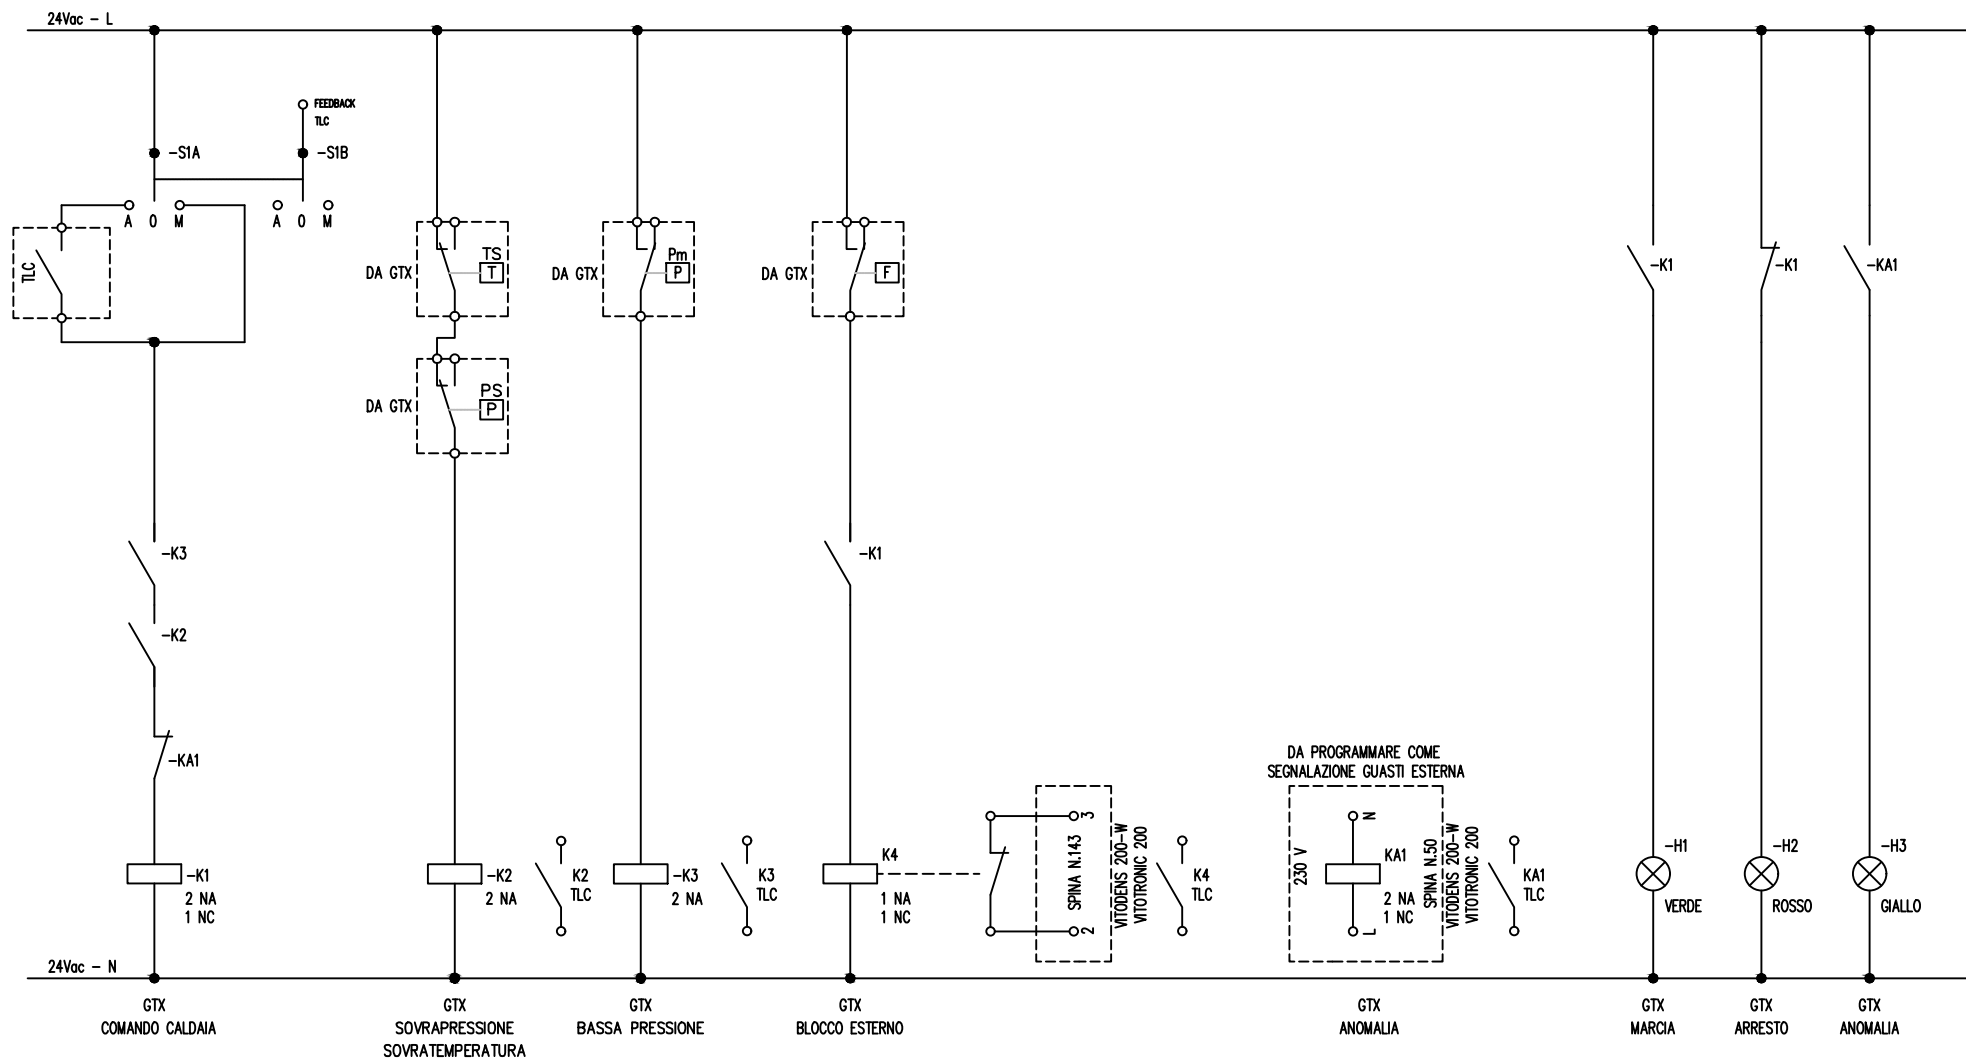 24Vac - L
FEEDBACK
TLC
-S1A
-S1B
A 0 M
A 0 M
TLC
DA GTX
TS
T
DA GTX
Pm
P
DA GTX
F
-K1
-K1
-KA1
DA GTX
PS
P
-K3
-K1
-K2
-KA1
DA PROGRAMMARE COME
SEGNALAZIONE GUASTI ESTERNA
-K1
2 NA
1 NC
-K2
2 NA
K2
TLC
-K3
2 NA
K3
TLC
K4
1 NA
1 NC
3
SPINA N.143
2
VITODENS 200-W
VITOTRONIC 200
K4
TLC
230 V
N
L
KA1
2 NA
1 NC
SPINA N.50
VITODENS 200-W
VITOTRONIC 200
KA1
TLC
-H1
VERDE
-H2
ROSSO
-H3
GIALLO
24Vac - N
GTX
COMANDO CALDAIA
GTX
SOVRAPRESSIONE
SOVRATEMPERATURA
GTX
BASSA PRESSIONE
GTX
BLOCCO ESTERNO
GTX
ANOMALIA
GTX
MARCIA
GTX
ARRESTO
GTX
ANOMALIA